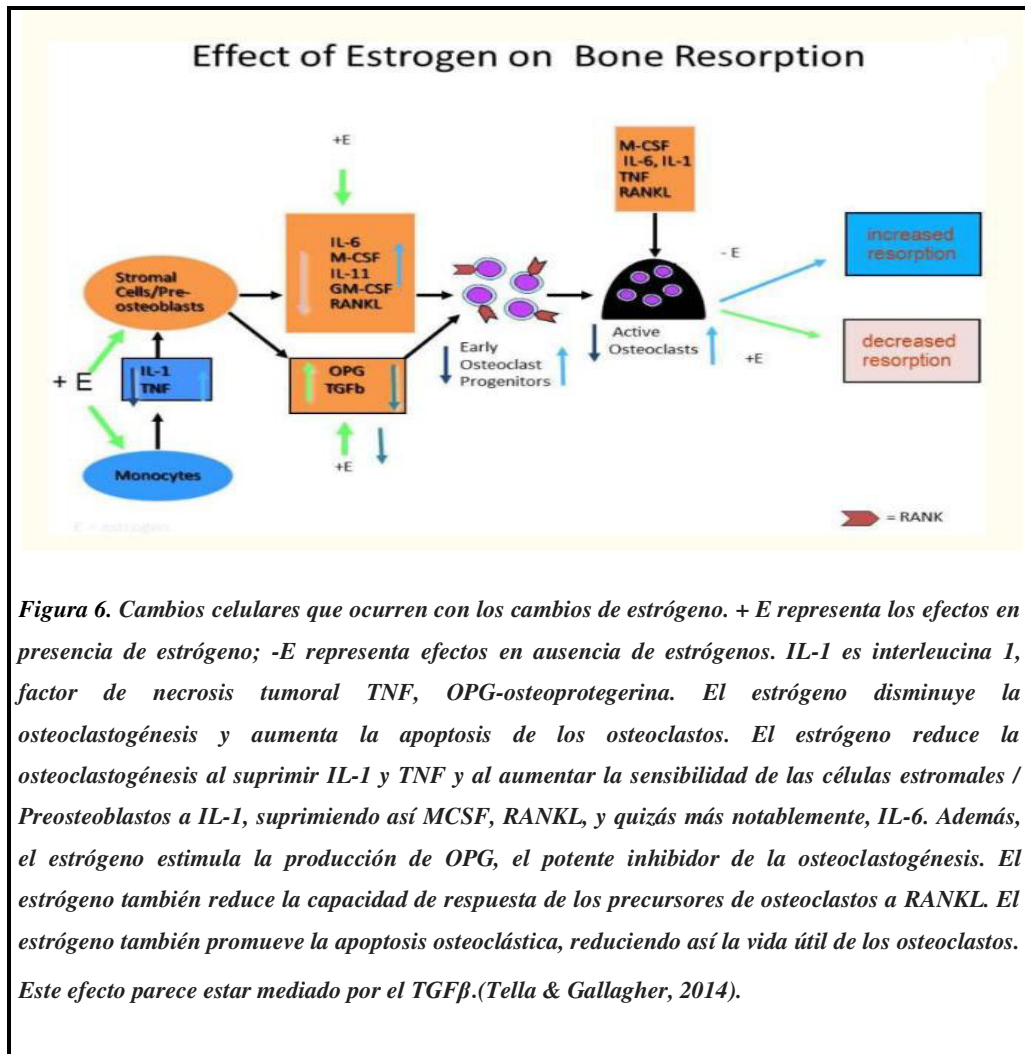 Effect of Estrogen on Bone Resorption
+E
M-CSF
IL-6, IL-1
TNF
RANKL
IL-6
M-CSF
IL-11
GM-CSF
RANKL
Stromal
Cells/Pre-
osteoblasts
- E
increased
resorption
+ E
IL-1
TNF
OPG
TGFb
Early
Osteoclast
Progenitors
Active
Osteoclasts
+E
decreased
resorption
+E
Monocytes
E = estrogen
= RANK
Figura 6. Cambios celulares que ocurren con los cambios de estrógeno. + E representa los efectos en
presencia de estrógeno; -E representa efectos en ausencia de estrógenos. IL-1 es interleucina 1,
factor de necrosis tumoral TNF, OPG-osteoprotegerina. El estrógeno disminuye la
osteoclastogénesis y aumenta la apoptosis de los osteoclastos. El estrógeno reduce la
osteoclastogénesis al suprimir IL-1 y TNF y al aumentar la sensibilidad de las células estromales /
Preosteoblastos a IL-1, suprimiendo así MCSF, RANKL, y quizás más notablemente, IL-6. Además,
el estrógeno estimula la producción de OPG, el potente inhibidor de la osteoclastogénesis. El
estrógeno también reduce la capacidad de respuesta de los precursores de osteoclastos a RANKL. El
estrógeno también promueve la apoptosis osteoclástica, reduciendo así la vida útil de los osteoclastos.
Este efecto parece estar mediado por el TGFβ.(Tella & Gallagher, 2014).